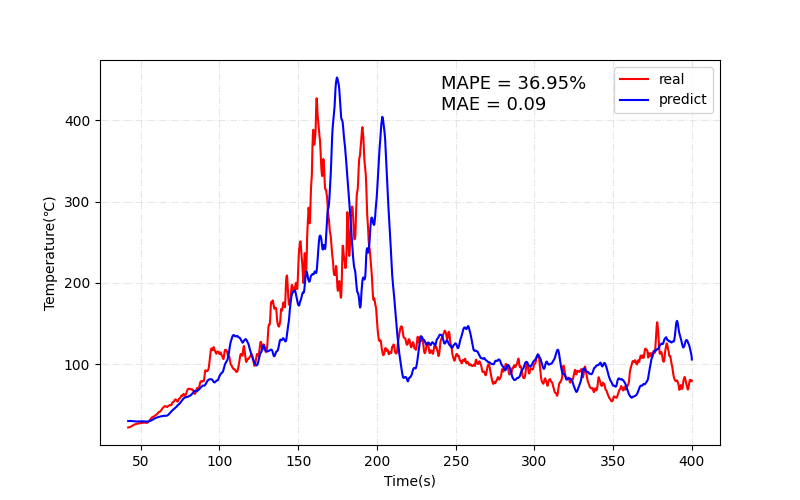 MAPE = 36.95%
MAE = 0.09
real
predict
Temperature(℃)
400
300
200
100
50
100
150
200
250
300
350
400
Time(s)